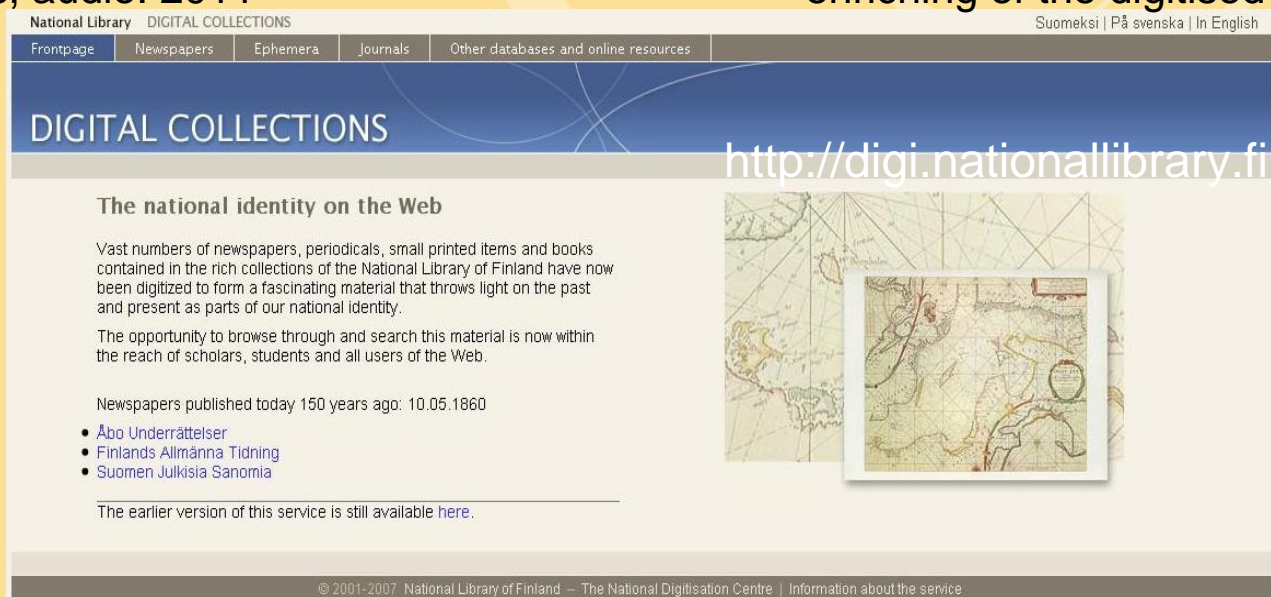 audio. 2011
enriching of the digitised
National Library DIGITAL COLLECTIONS
Suomeksi | På svenska | In English
Frontpage Newspapers Ephemera Journals Other databases and online resources
DIGITAL COLLECTIONS
http://digi.nationallibrary.fi
The national identity on the Web
Vast numbers of newspapers, periodicals, small printed items and books
contained in the rich collections of the National Library of Finland have now
been digitized to form a fascinating material that throws light on the past
and present as parts of our national identity.
The opportunity to browse through and search this material is now within
the reach of scholars, students and all users of the Web.
Newspapers published today 150 years ago: 10.05.1860
• Åbo Underrättelser
• Finlands Allmänna Tidning
• Suomen Julkisia Sanomia
The earlier version of this service is still available here.
© 2001-2007 National Library of Finland – The National Digitisation Centre | Information about the service